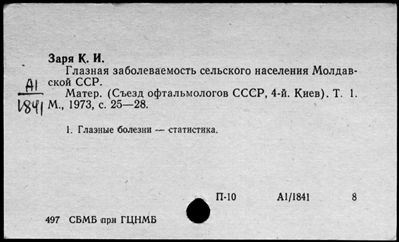 Заря К. И.
Глазная заболеваемость сельского населения Молдав-
ской ССР.
Матер. (Съезд офтальмологов СССР, 4-й. Киев). Т. 1.
М., 1973, с. 25—28.
А1
1841
1. Глазные болезни — статистика.
П-10 А1/1841 8
497 СБМБ при ГЦНМБ